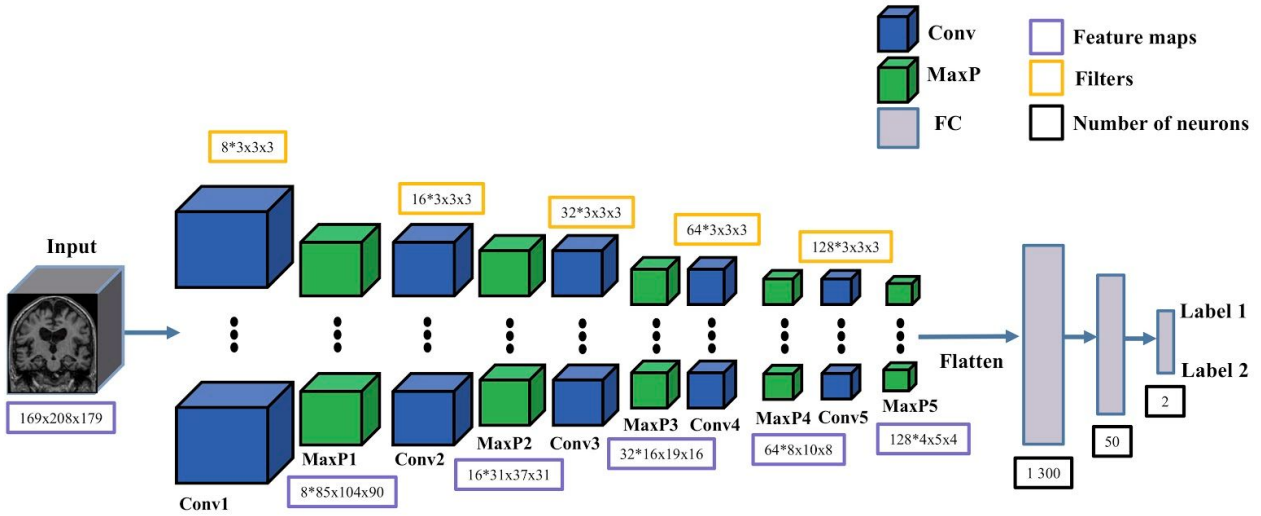 Conv
MaxP
FC
Feature maps
Filters
Number of neurons
8*3x3x3
16*3x3x3
32*3x3x3
64*3x3x3
128*3x3x3
Input
169x208x179
Conv1
MaxP1
8*85x104x90
Conv2
MaxP2
16*31x37x31
Conv3
MaxP3
32*16x19x16
Conv4
MaxP4
64*8x10x8
Conv5
MaxP5
128*4x5x4
Flatten
1 300
50
2
Label 1
Label 2